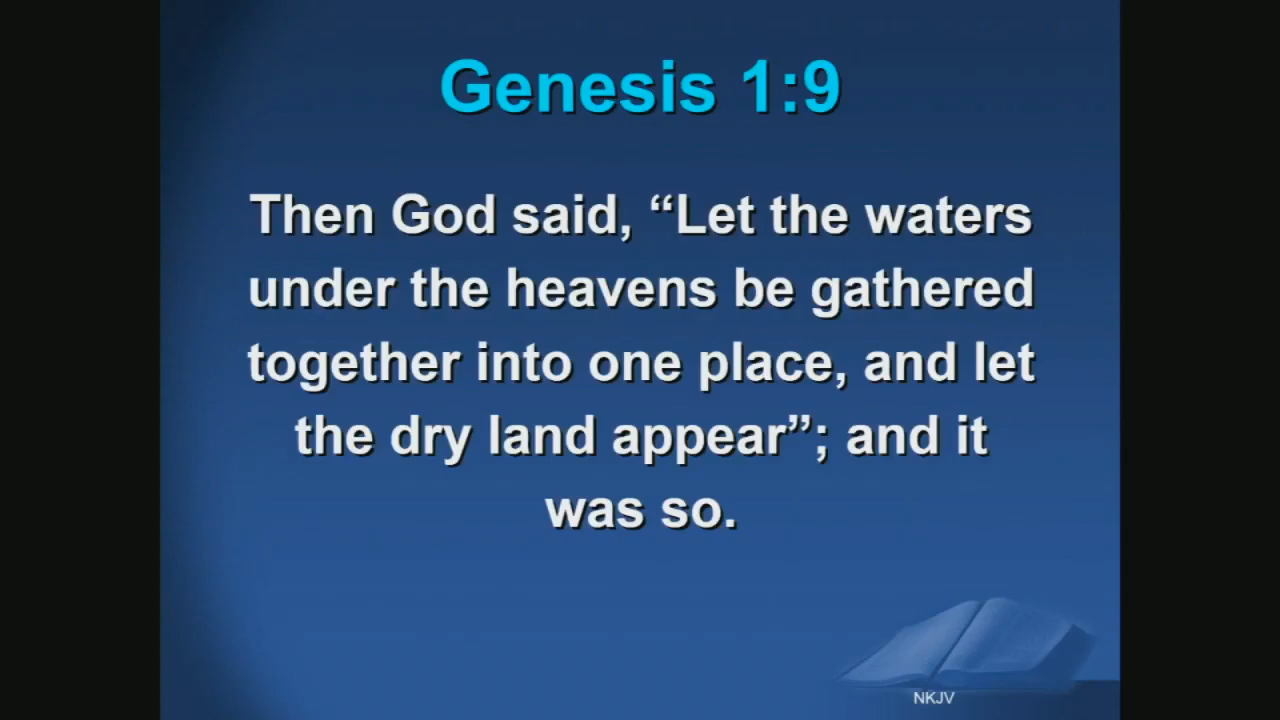 Genesis 1:9
Then God said, “Let the waters
under the heavens be gathered
together into one place, and let
the dry land appear”; and it
was so.
NKJV